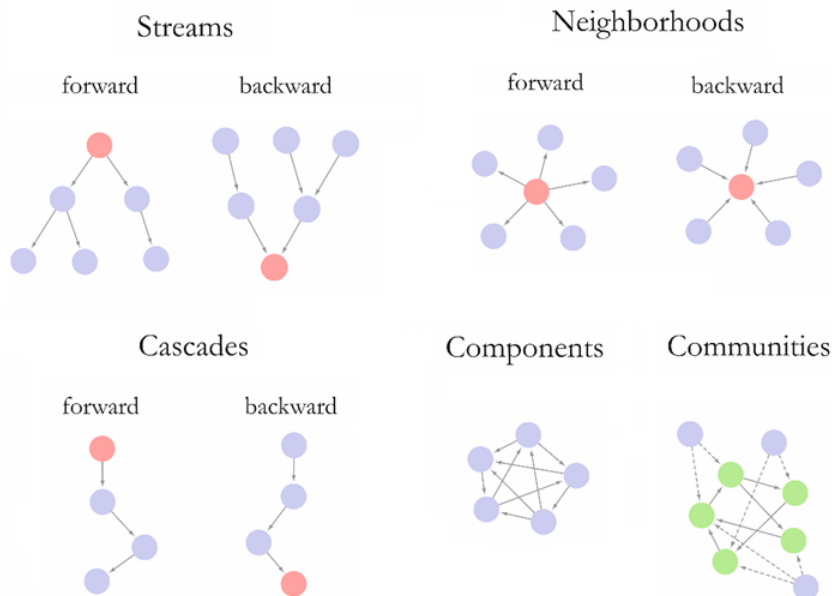 Streams
forward
backward
Neighborhoods
forward
backward
Cascades
forward
backward
Components
Communities